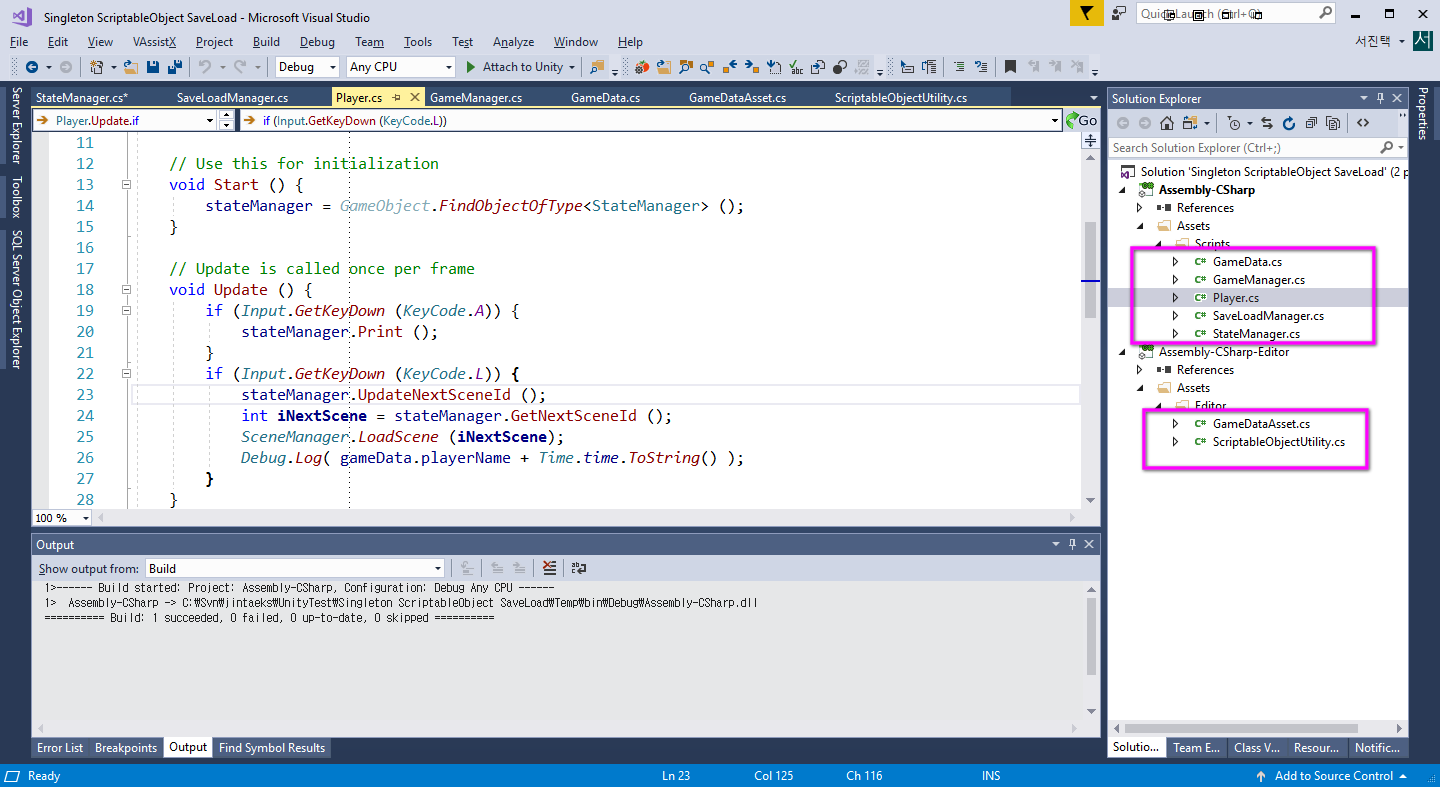 Singleton ScriptableObject SaveLoad - Microsoft Visual Studio
Quick Launch (Ctrl+Q)
File Edit View VAssistX Project Build Debug Team Tools Test Analyze Window Help
서진택 서
Debug Any CPU Attach to Unity
Server Explorer
Toolbox
SQL Server Object Explorer
StateManager.cs* SaveLoadManager.cs Player.cs GameManager.cs GameData.cs GameDataAsset.cs ScriptableObjectUtility.cs
Player.Update.if if (Input.GetKeyDown (KeyCode.L)) Go
11
12 // Use this for initialization
13 void Start () {
14 stateManager = GameObject.FindObjectOfType<StateManager> ();
15 }
16
17 // Update is called once per frame
18 void Update () {
19 if (Input.GetKeyDown (KeyCode.A)) {
20 stateManager.Print ();
21 }
22 if (Input.GetKeyDown (KeyCode.L)) {
23 stateManager.UpdateNextSceneId ();
24 int iNextScene = stateManager.GetNextSceneId ();
25 SceneManager.LoadScene (iNextScene);
26 Debug.Log( gameData.playerName + Time.time.ToString() );
27 }
28 }
100 %
Output
Show output from: Build
1>------ Build started: Project: Assembly-CSharp, Configuration: Debug Any CPU ------
1> Assembly-CSharp -> C:₩Svn₩jintaeks₩UnityTest₩Singleton ScriptableObject SaveLoad₩Temp₩bin₩Debug₩Assembly-CSharp.dll
========== Build: 1 succeeded, 0 failed, 0 up-to-date, 0 skipped ==========
Error List Breakpoints Output Find Symbol Results
Solution Explorer
Search Solution Explorer (Ctrl+;)
Solution 'Singleton ScriptableObject SaveLoad' (2 p
Assembly-CSharp
References
Assets
Scripts
C# GameData.cs
C# GameManager.cs
C# Player.cs
C# SaveLoadManager.cs
C# StateManager.cs
Assembly-CSharp-Editor
References
Assets
Editor
C# GameDataAsset.cs
C# ScriptableObjectUtility.cs
Solutio... Team E... Class V... Resour... Notific...
Properties
Ready Ln 23 Col 125 Ch 116 INS Add to Source Control